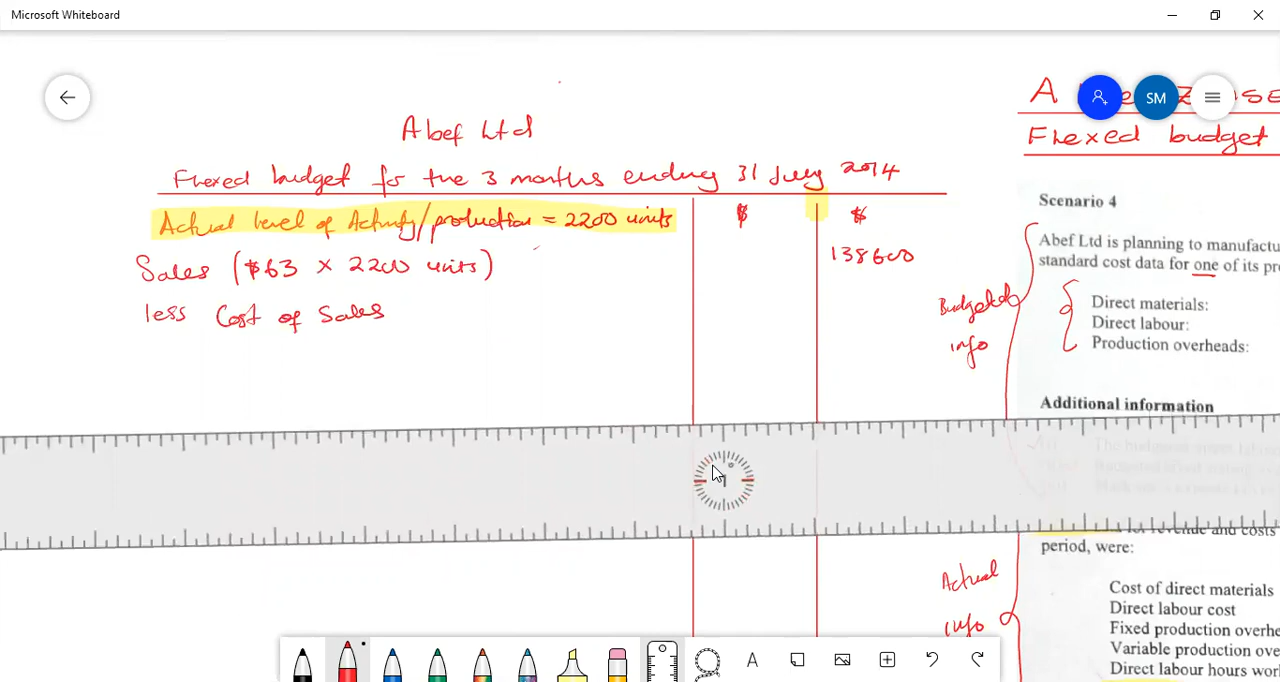 Microsoft Whiteboard
SM
Abef Ltd
Flexed budget for the 3 months ending 31 July 2014
Actual level of Activity/production = 2200 units
$ $
Sales ($63 x 2200 units) 138600
less Cost of Sales
A
Flexed budget
Scenario 4
Abef Ltd is planning to manufactu
standard cost data for one of its pr
Budgeted
info
Direct materials:
Direct labour:
Production overheads:
Additional information
revenue and costs
period, were:
Actual
info
Cost of direct materials
Direct labour cost
Fixed production overhe
Variable production ove
Direct labour hours wor